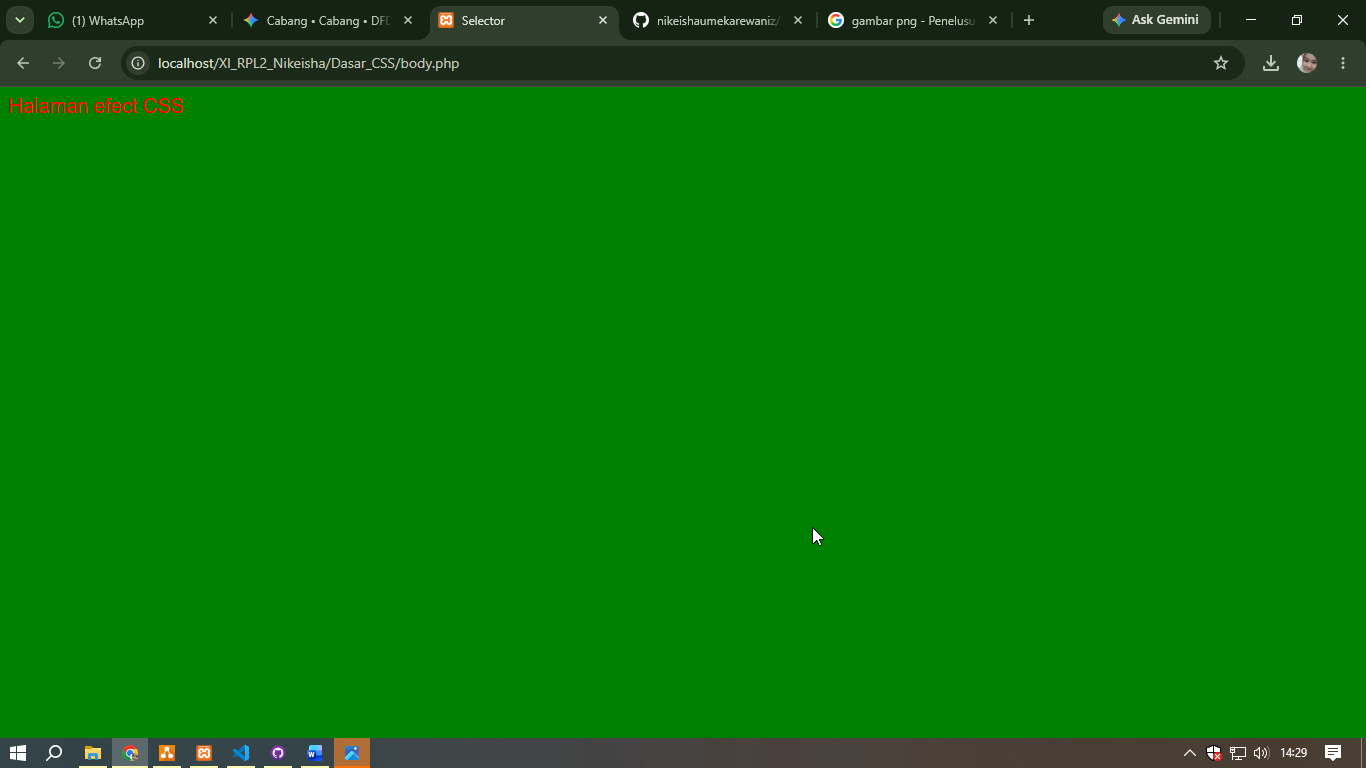 (1) WhatsApp
Cabang • Cabang • DFD
Selector
nikeishaumekarewaniz/
gambar png - Penelusu
Ask Gemini
localhost/XI_RPL2_Nikeisha/Dasar_CSS/body.php
Halaman efect CSS
14:29